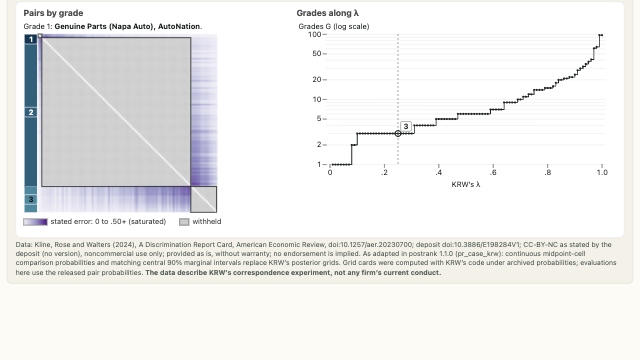 Pairs by grade
Grade 1: Genuine Parts (Napa Auto), AutoNation.
1
2
3
stated error: 0 to .50+ (saturated)
withheld
Grades along λ
Grades G (log scale)
100
50
20
10
5
2
1
3
0
.2
.4
.6
.8
1.0
KRW's λ
Data: Kline, Rose and Walters (2024), A Discrimination Report Card, American Economic Review, doi:10.1257/aer.20230700; deposit doi:10.3886/E198284V1; CC-BY-NC as stated by the
deposit (no version), noncommercial use only; provided as is, without warranty; no endorsement is implied. As adapted in postrank 1.1.0 (pr_case_krw): continuous midpoint-cell
comparison probabilities and matching central 90% marginal intervals replace KRW's posterior grids. Grid cards were computed with KRW's code under archived probabilities; evaluations
here use the released pair probabilities. The data describe KRW's correspondence experiment, not any firm's current conduct.